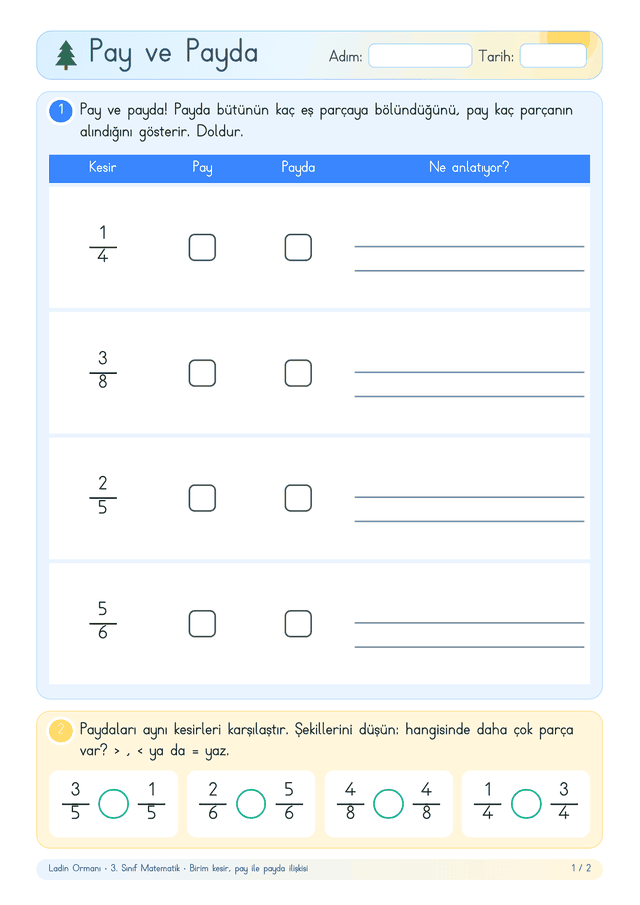 Pay ve Payda
Adım:
Tarih:
1
Pay ve payda! Payda bütünün kaç eş parçaya bölündüğünü, pay kaç parçanın
alındığını gösterir. Doldur.
Kesir Pay Payda Ne anlatıyor?
1
4
3
8
2
5
5
6
2
Paydaları aynı kesirleri karşılaştır. Şekillerini düşün: hangisinde daha çok parça
var? > , < ya da = yaz.
3 1 2 5 4 4 1 3
5 5 6 6 8 8 4 4
Ladin Ormanı · 3. Sınıf Matematik · Birim kesir, pay ile payda ilişkisi
1 / 2